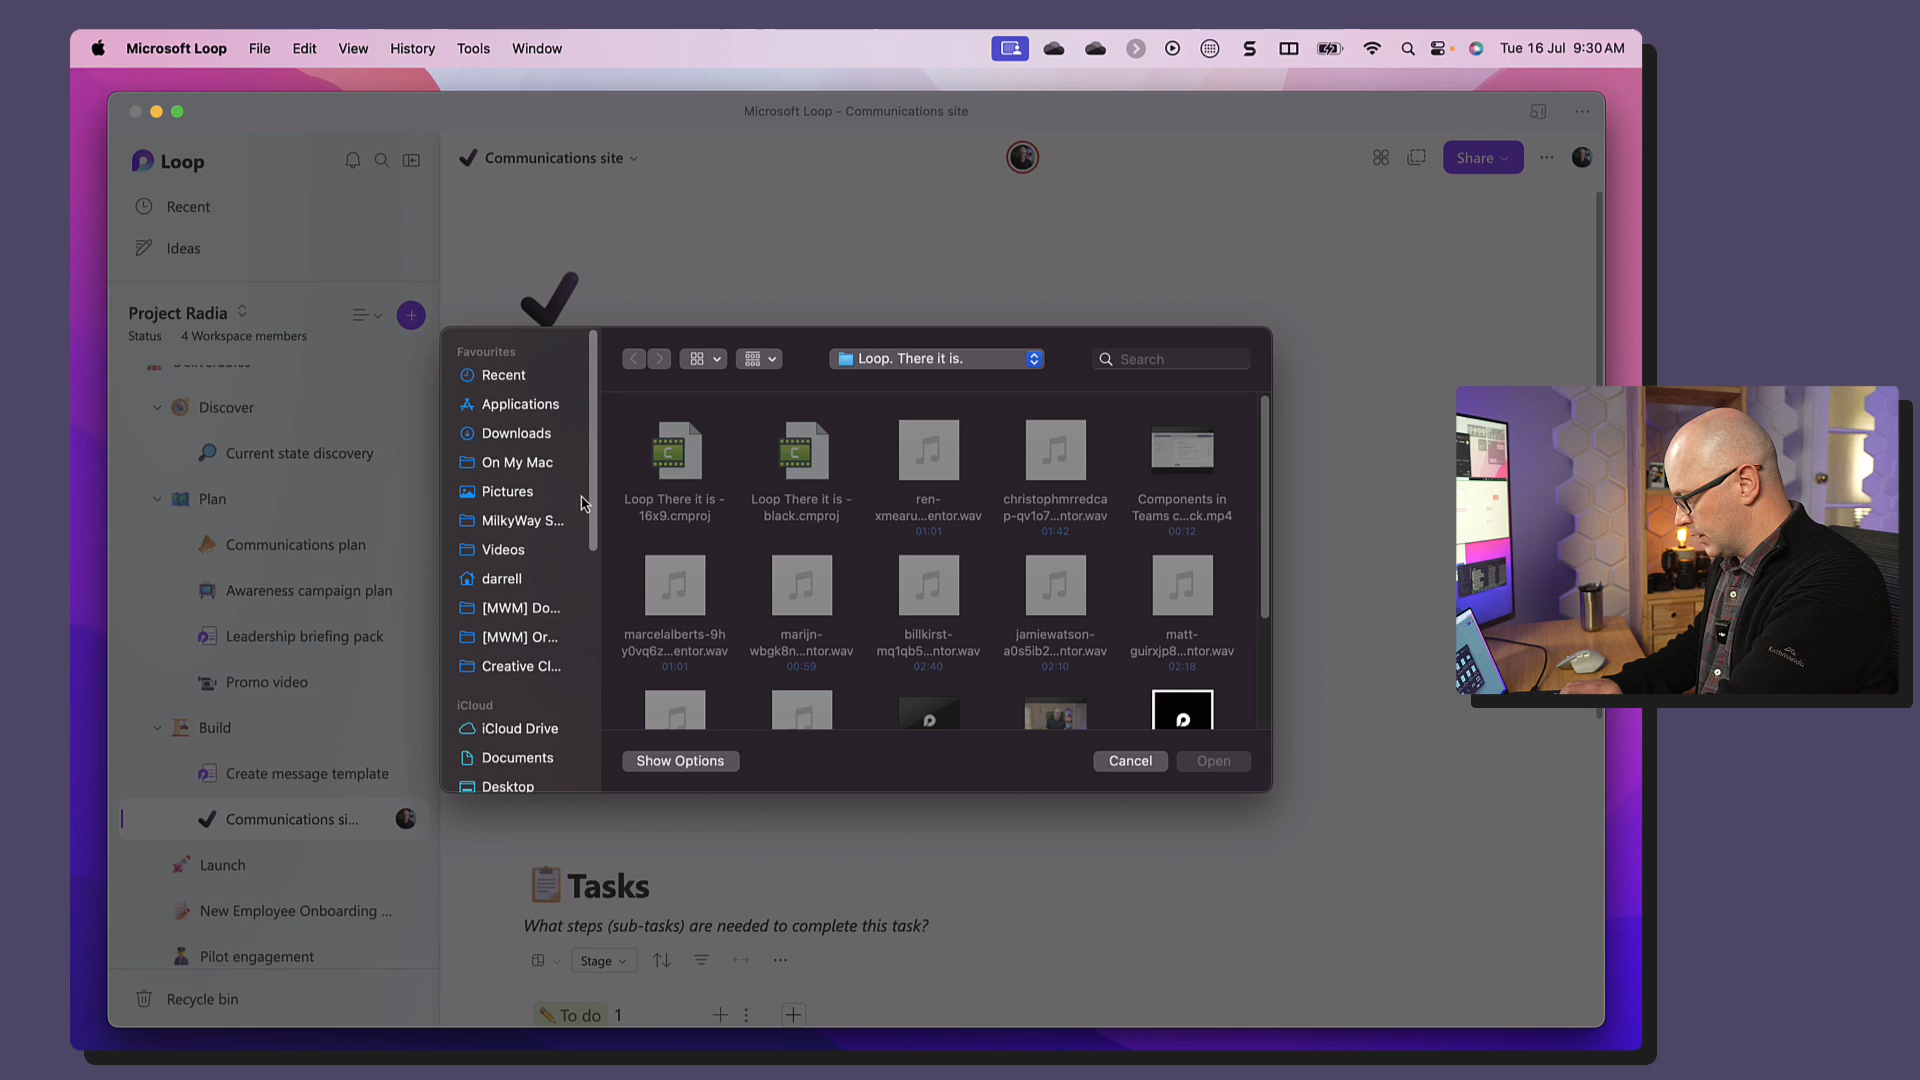 Microsoft Loop File Edit View History Tools Window
Tue 16 Jul 9:30 AM
Microsoft Loop - Communications site
Loop
Communications site
Share
Recent
Ideas
Project Radia
Status 4 Workspace members
Deliverables
Discover
Current state discovery
Plan
Communications plan
Awareness campaign plan
Leadership briefing pack
Promo video
Build
Create message template
Communications si...
Launch
New Employee Onboarding ...
Pilot engagement
Recycle bin
Favourites
Recent
Applications
Downloads
On My Mac
Pictures
MilkyWay S...
Videos
darrell
[MWM] Do...
[MWM] Or...
Creative Cl...
iCloud
iCloud Drive
Documents
Desktop
Loop. There it is.
Search
Loop There it is -
16x9.cmproj
Loop There it is -
black.cmproj
ren-
xmearu...entor.wav
01:01
christophmrredca
p-qv1o7...ntor.wav
01:42
Components in
Teams c...ck.mp4
00:12
marcelalberts-9h
y0vq6z...entor.wav
01:01
marijn-
wbgk8n...ntor.wav
00:59
billkirst-
mq1qb5...ntor.wav
02:40
jamiewatson-
a0s5ib2...ntor.wav
02:10
matt-
guirxjp8...ntor.wav
02:18
Show Options
Cancel
Open
Tasks
What steps (sub-tasks) are needed to complete this task?
Stage
To do 1
Kathmandu